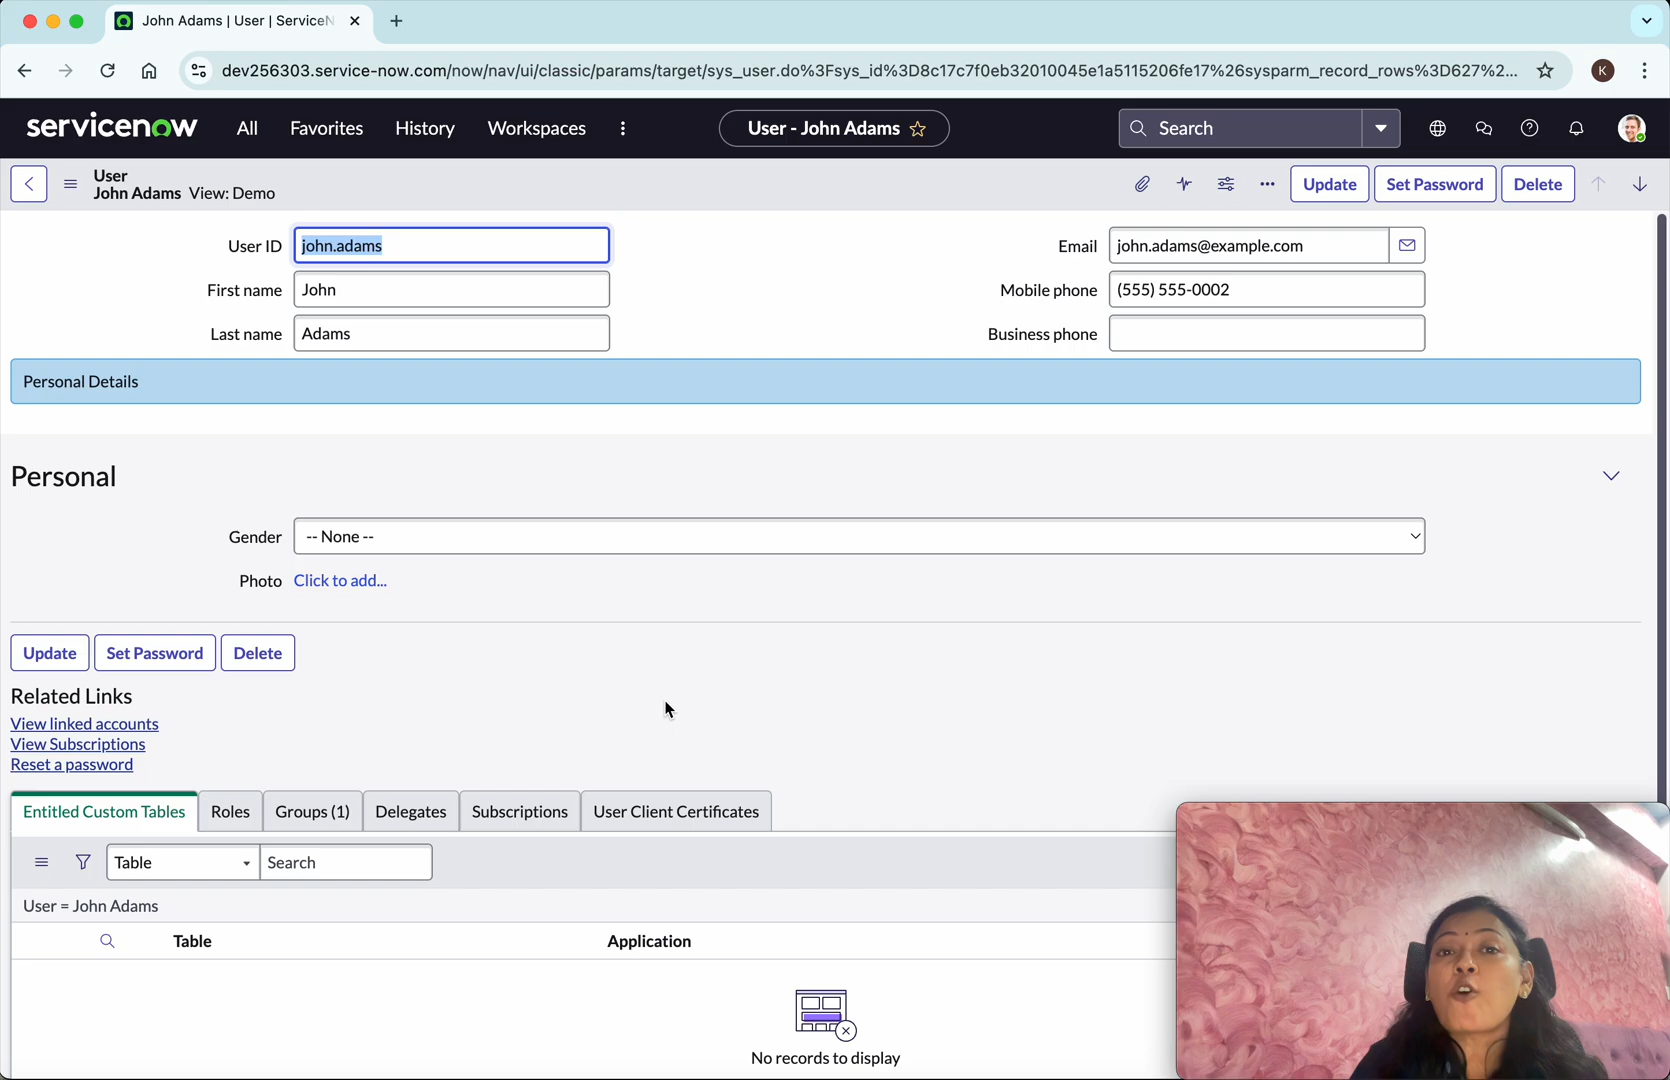 John Adams | User | ServiceN
dev256303.service-now.com/now/nav/ui/classic/params/target/sys_user.do%3Fsys_id%3D8c17c7f0eb32010045e1a5115206fe17%26sysparm_record_rows%3D627%2...
K
servicenow
All
Favorites
History
Workspaces
User - John Adams
Search
User
John Adams View: Demo
Update
Set Password
Delete
User ID
john.adams
Email
john.adams@example.com
First name
John
Mobile phone
(555) 555-0002
Last name
Adams
Business phone
Personal Details
Personal
Gender
-- None --
Photo
Click to add...
Update
Set Password
Delete
Related Links
View linked accounts
View Subscriptions
Reset a password
Entitled Custom Tables
Roles
Groups (1)
Delegates
Subscriptions
User Client Certificates
Table
Search
User = John Adams
Table
Application
No records to display